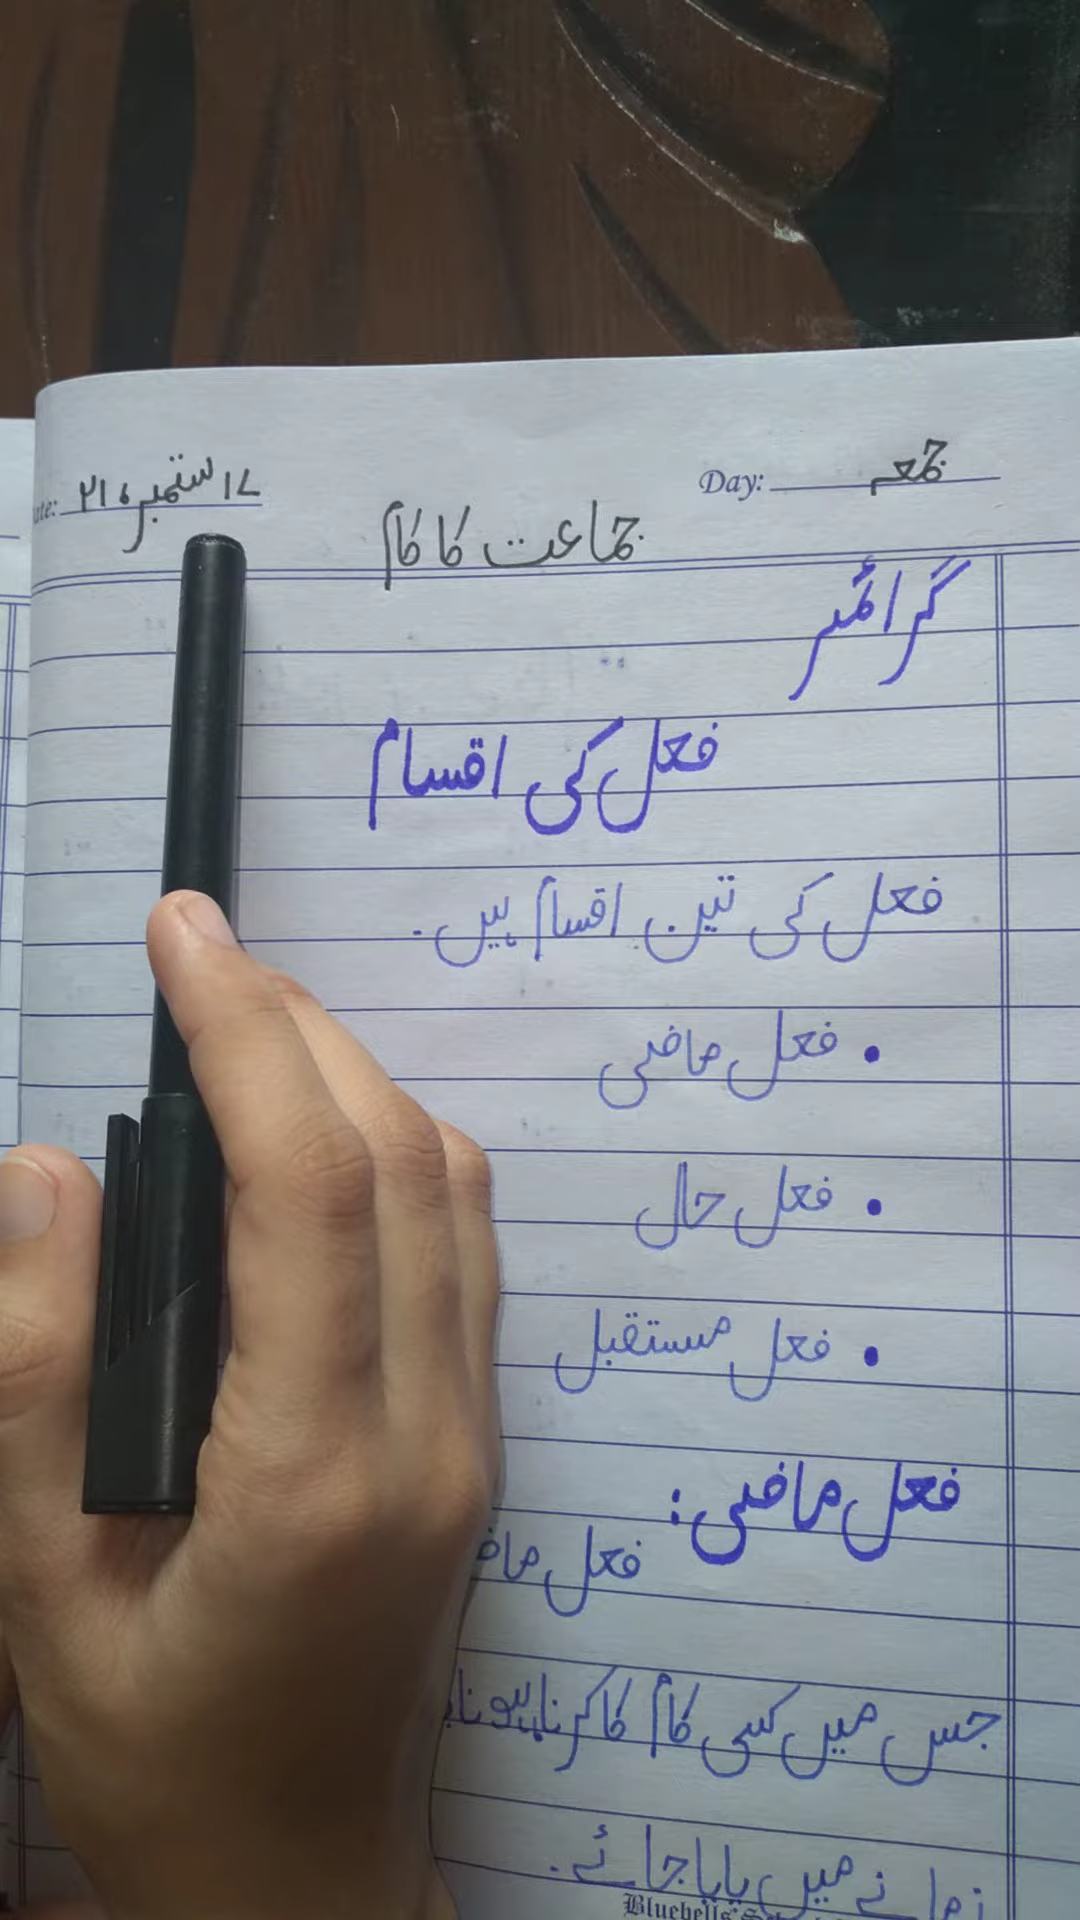 Day: جمعہ
Date: ۱۷ ستمبر، ۲۱
جماعت کا کام
گرائمر
فعل کی اقسام
فعل کی تین اقسام ہیں۔
• فعل ماضی
• فعل حال
• فعل مستقبل
فعل ماضی:
فعل
جس میں کسی کام کا کرنا یا ہونا
زمانے میں پایا جائے۔
Bluebells